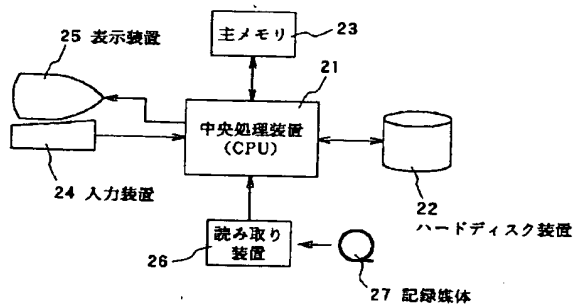 25 表示装置
主メモリ
23
21
中央処理装置
(CPU)
24 入力装置
22
ハードディスク装置
読み取り
装置
26
27 記録媒体